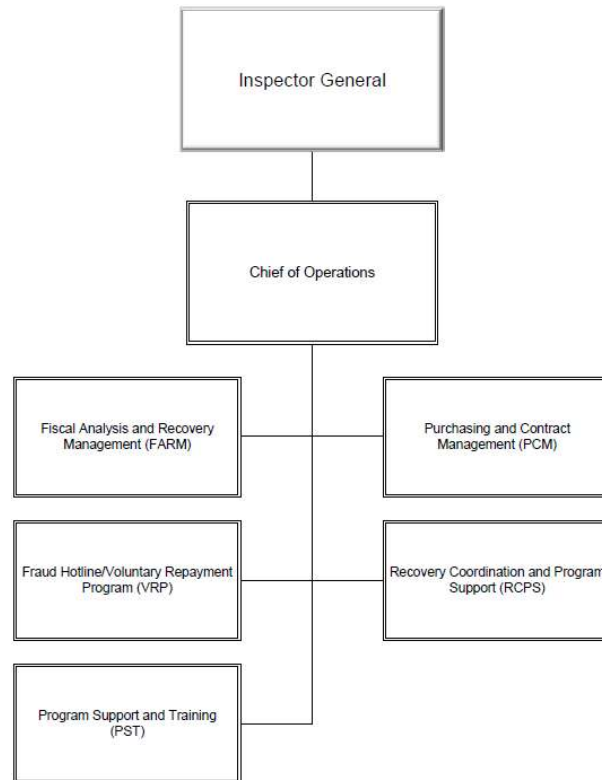 Inspector General
Chief of Operations
Fiscal Analysis and Recovery
Management (FARM)
Purchasing and Contract
Management (PCM)
Fraud Hotline/Voluntary Repayment
Program (VRP)
Recovery Coordination and Program
Support (RCPS)
Program Support and Training
(PST)